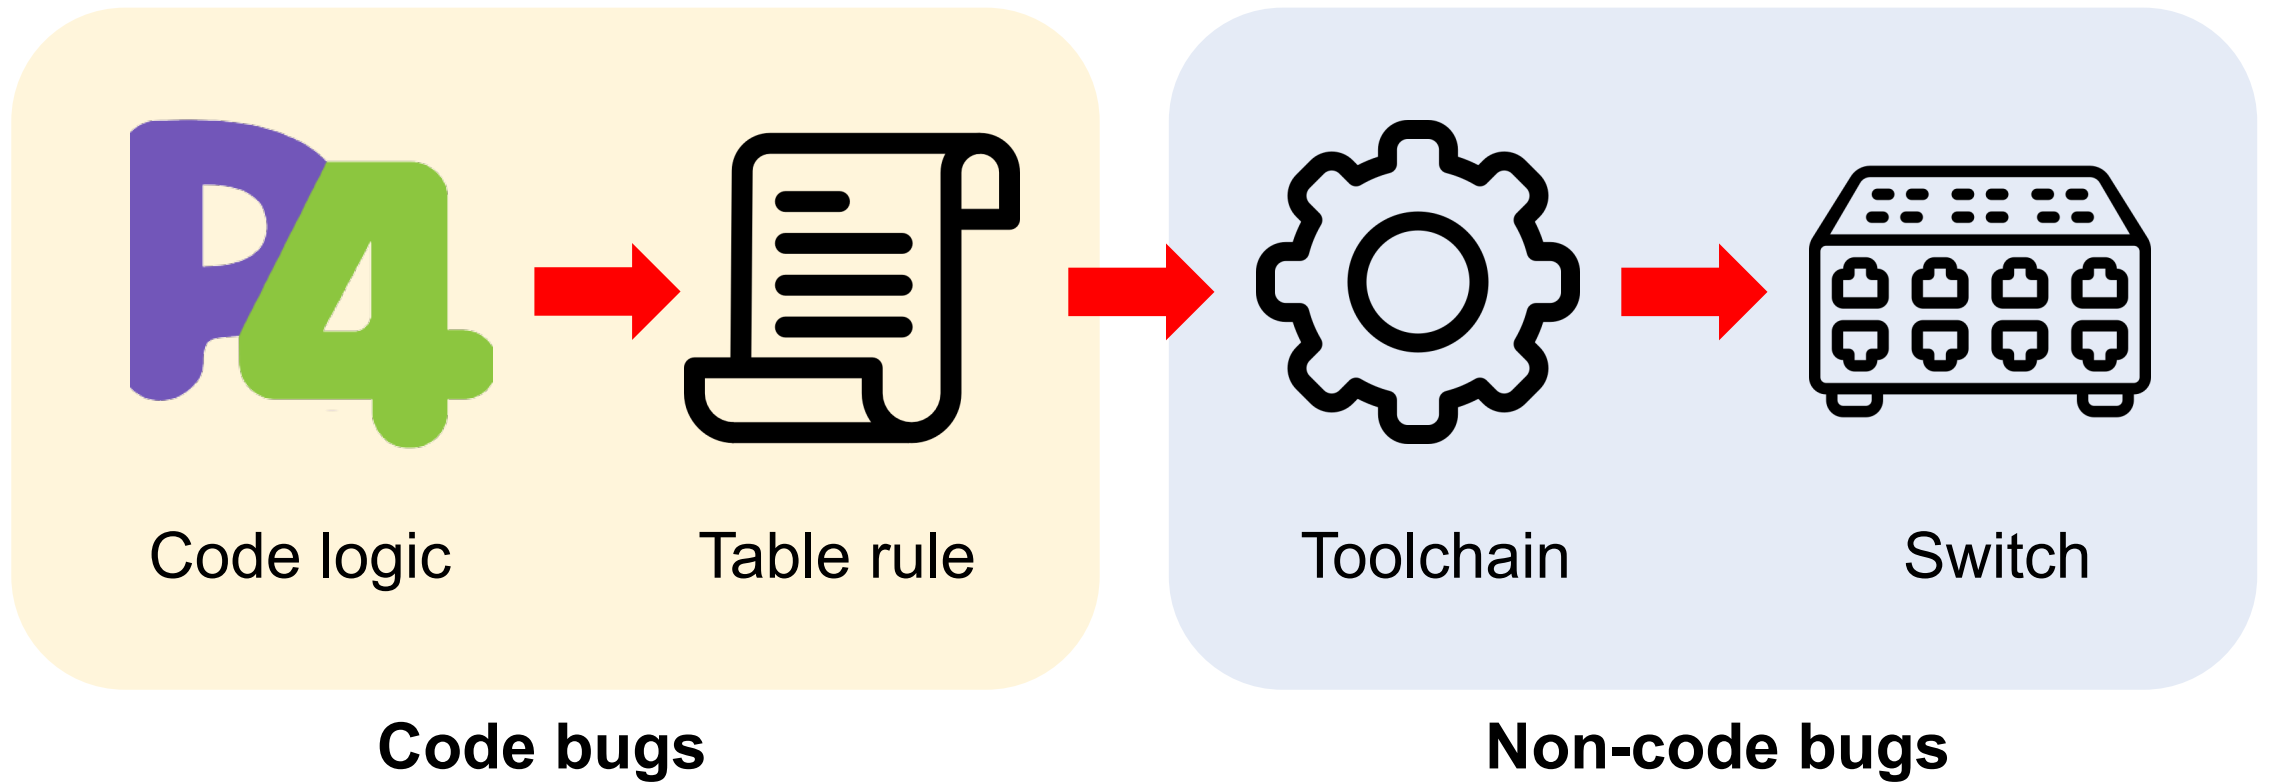 P4
Code logic
Table rule
Toolchain
Switch
Code bugs
Non-code bugs